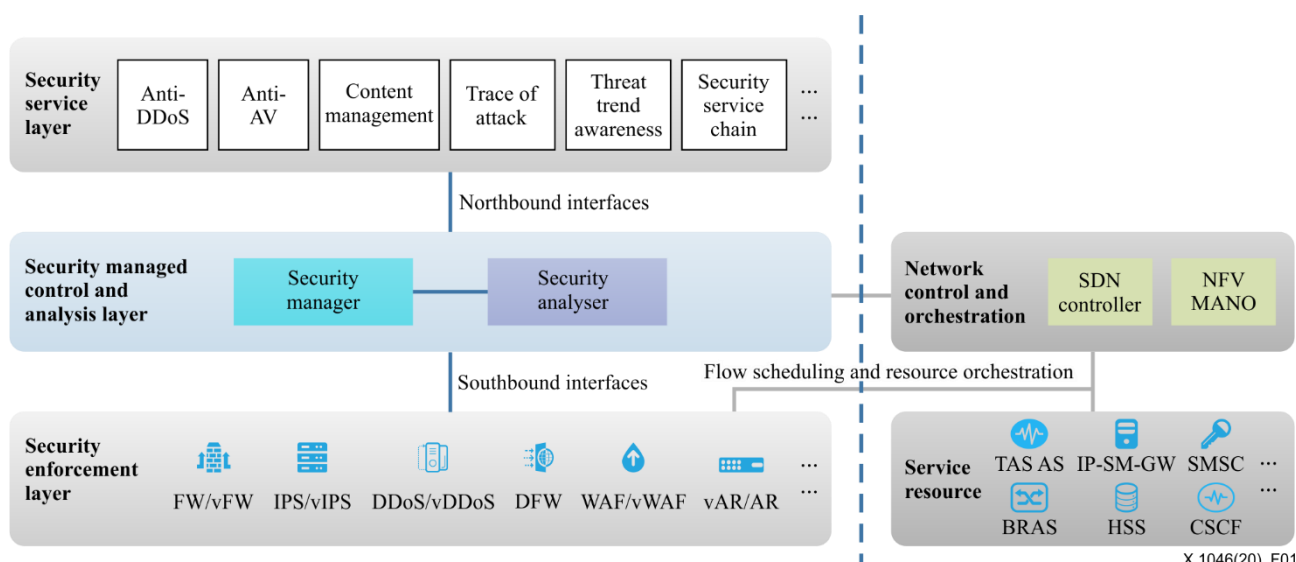 Security
service
layer
Anti-
DDoS
Anti-
AV
Content
management
Trace of
attack
Threat
trend
awareness
Security
service
chain
...
...
Northbound interfaces
Security managed
control and
analysis layer
Security
manager
Security
analyser
Network
control and
orchestration
SDN
controller
NFV
MANO
Southbound interfaces
Flow scheduling and resource orchestration
Security
enforcement
layer
FW/vFW
IPS/vIPS
DDoS/vDDoS
DFW
WAF/vWAF
vAR/AR
...
...
Service
resource
TAS AS
IP-SM-GW
SMSC
...
...
BRAS
HSS
CSCF
X.1046(20)_F01